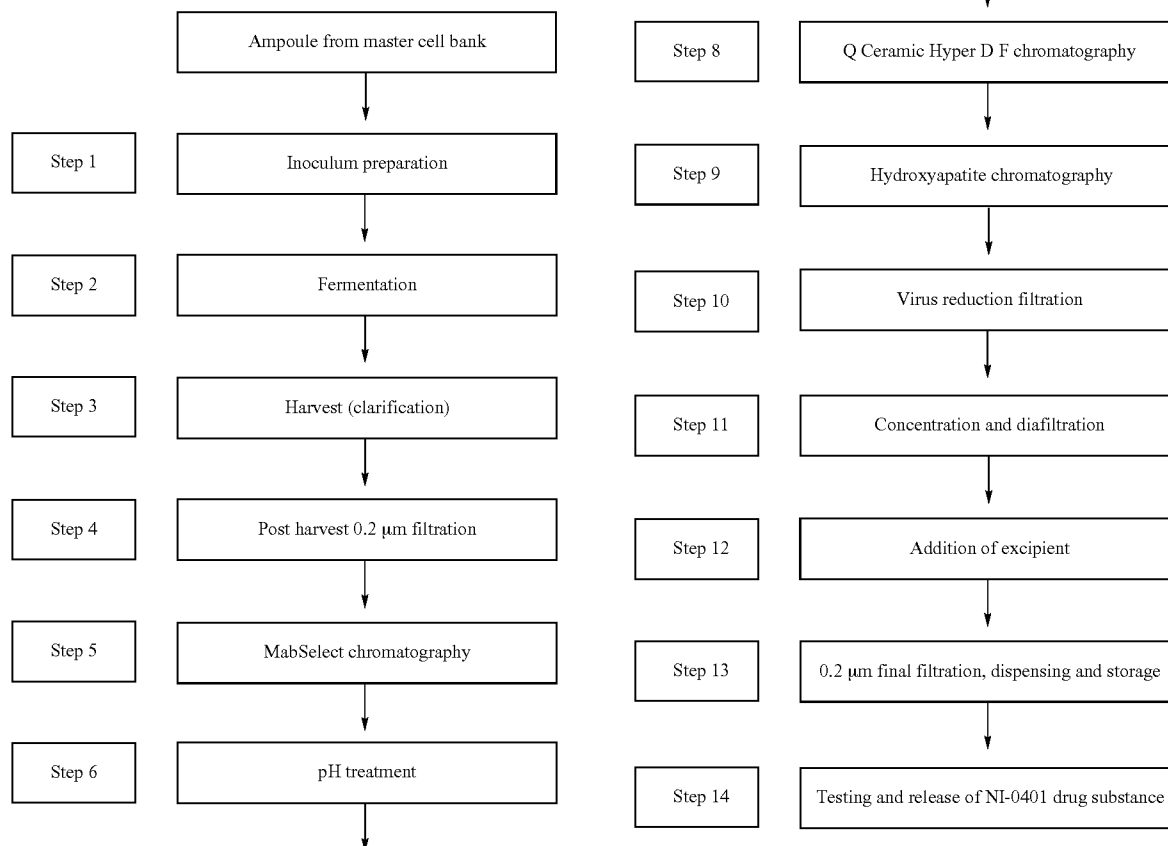 Ampoule from master cell bank
Step 1
Inoculum preparation
Step 2
Fermentation
Step 3
Harvest (clarification)
Step 4
Post harvest 0.2 μm filtration
Step 5
MabSelect chromatography
Step 6
pH treatment
Step 8
Q Ceramic Hyper D F chromatography
Step 9
Hydroxyapatite chromatography
Step 10
Virus reduction filtration
Step 11
Concentration and diafiltration
Step 12
Addition of excipient
Step 13
0.2 μm final filtration, dispensing and storage
Step 14
Testing and release of NI-0401 drug substance